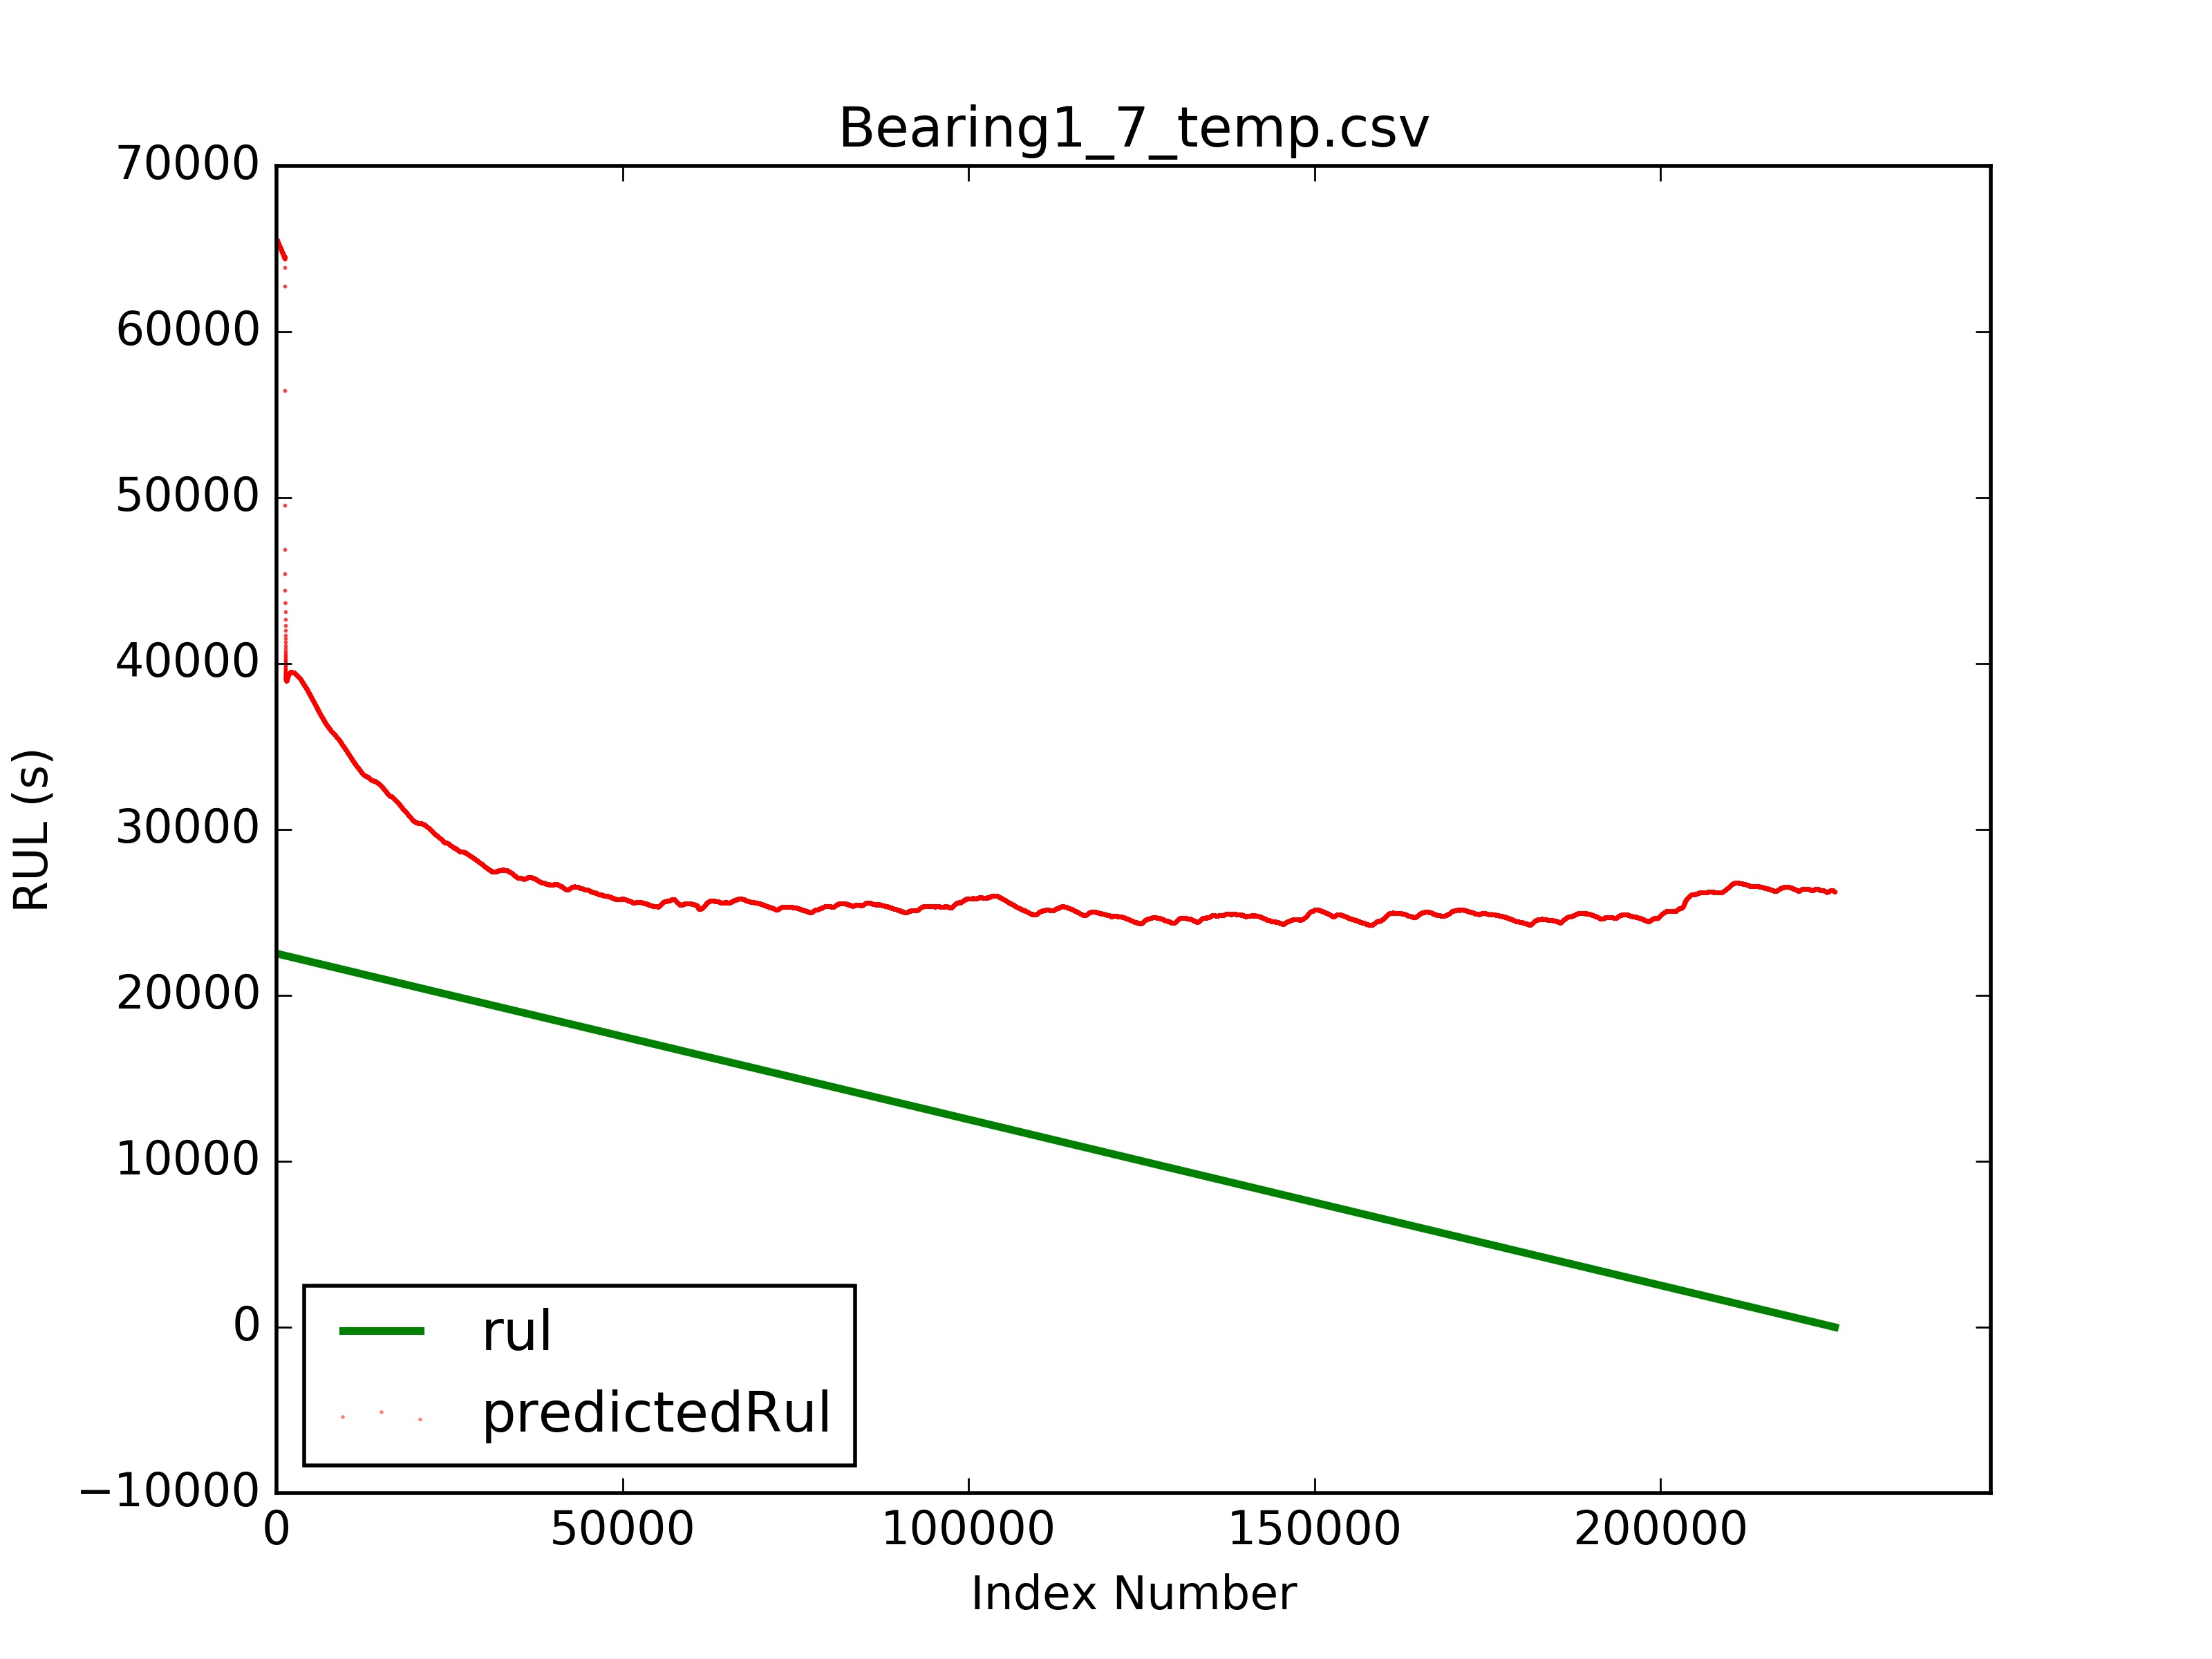 Bearing1_7_temp.csv
70000
60000
50000
40000
30000
20000
10000
0
−10000
RUL (s)
rul
predictedRul
0 50000 100000 150000 200000
Index Number